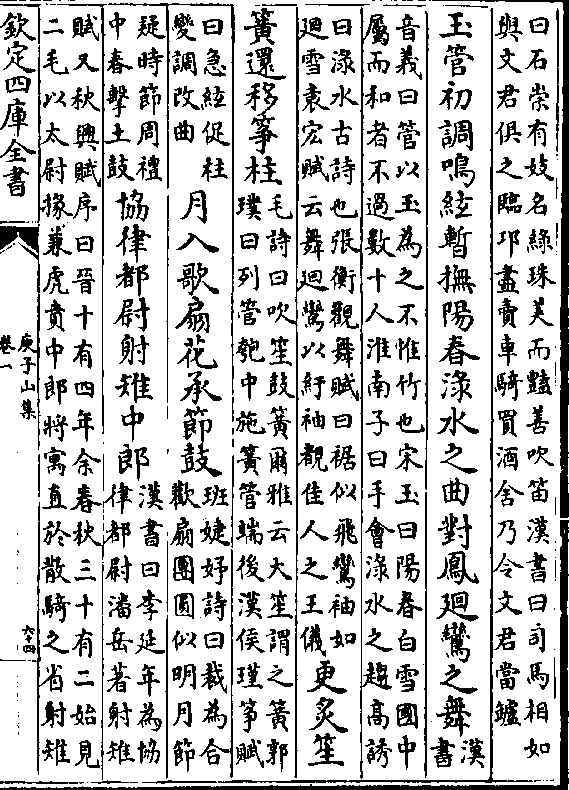 曰石崇有妓名綠珠美而豔善吹笛漢書曰司馬相如
與文君俱之臨卭盡賣車騎買酒舍乃令文君當鑪
玉管初調鳴絃暫撫陽春淥水之曲對鳳廻鸞之舞漢書
音義曰管以玉為之不惟竹也宋玉曰陽春白雪國中
屬而和者不過數十人淮南子曰手會淥水之趨高誘
曰淥水古詩也張衡觀舞賦曰裾似飛鸞袖如
廻雪袁宏賦云舞廻鸞以紆袖觀佳人之玉儀更炙笙
簧還移箏柱毛詩曰吹笙鼓簧爾雅云大笙謂之簧郭
璞曰列管匏中施簧管端後漢侯瑾箏賦
曰急絃促柱
變調改曲月入歌扇花承節鼓班婕妤詩曰裁為合
歡扇團圓似明月節
疑時節周禮
中春擊土鼓協律都尉射雉中郎漢書曰李延年為協
律都尉潘岳著射雉
賦又秋興賦序曰晉十有四年余春秋三十有二始見
二毛以太尉掾兼虎賁中郎將寓直於散騎之省射雉
欽定四庫全書
庾子山集
卷一
六十四